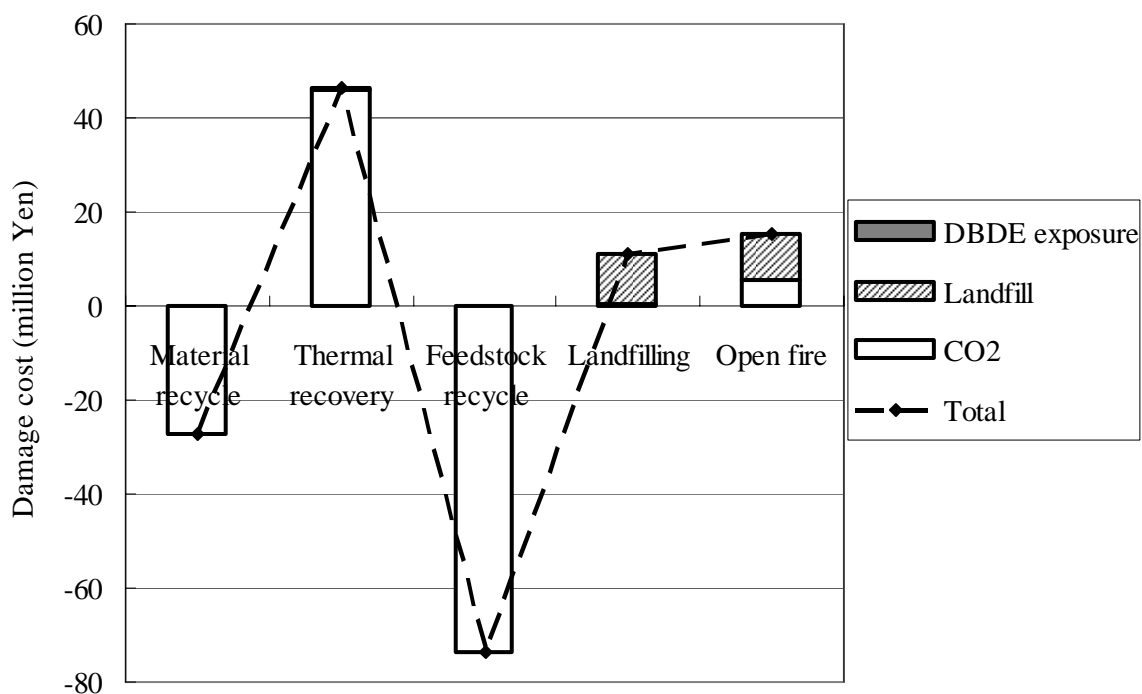 60
40
20
0
-20
-40
-60
-80
Damage cost (million Yen)
Material
recycle
Thermal
recovery
Feedstock
recycle
Landfilling
Open fire
DBDE exposure
Landfill
CO2
Total